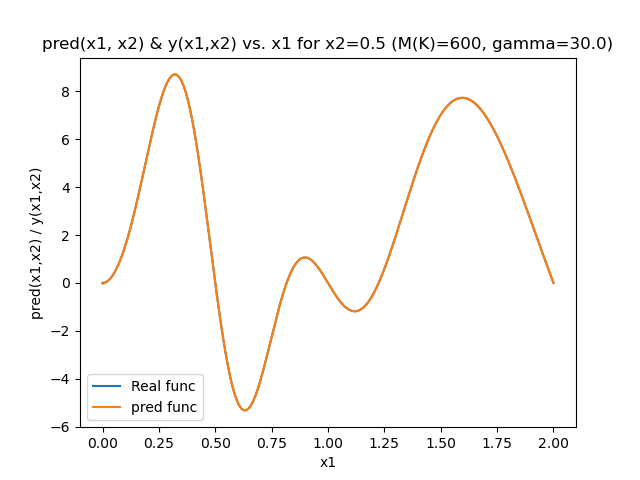 pred(x1, x2) & y(x1,x2) vs. x1 for x2=0.5 (M(K)=600, gamma=30.0)
pred(x1,x2) / y(x1,x2)
8
6
4
2
0
−2
−4
−6
Real func
pred func
0.00 0.25 0.50 0.75 1.00 1.25 1.50 1.75 2.00
x1